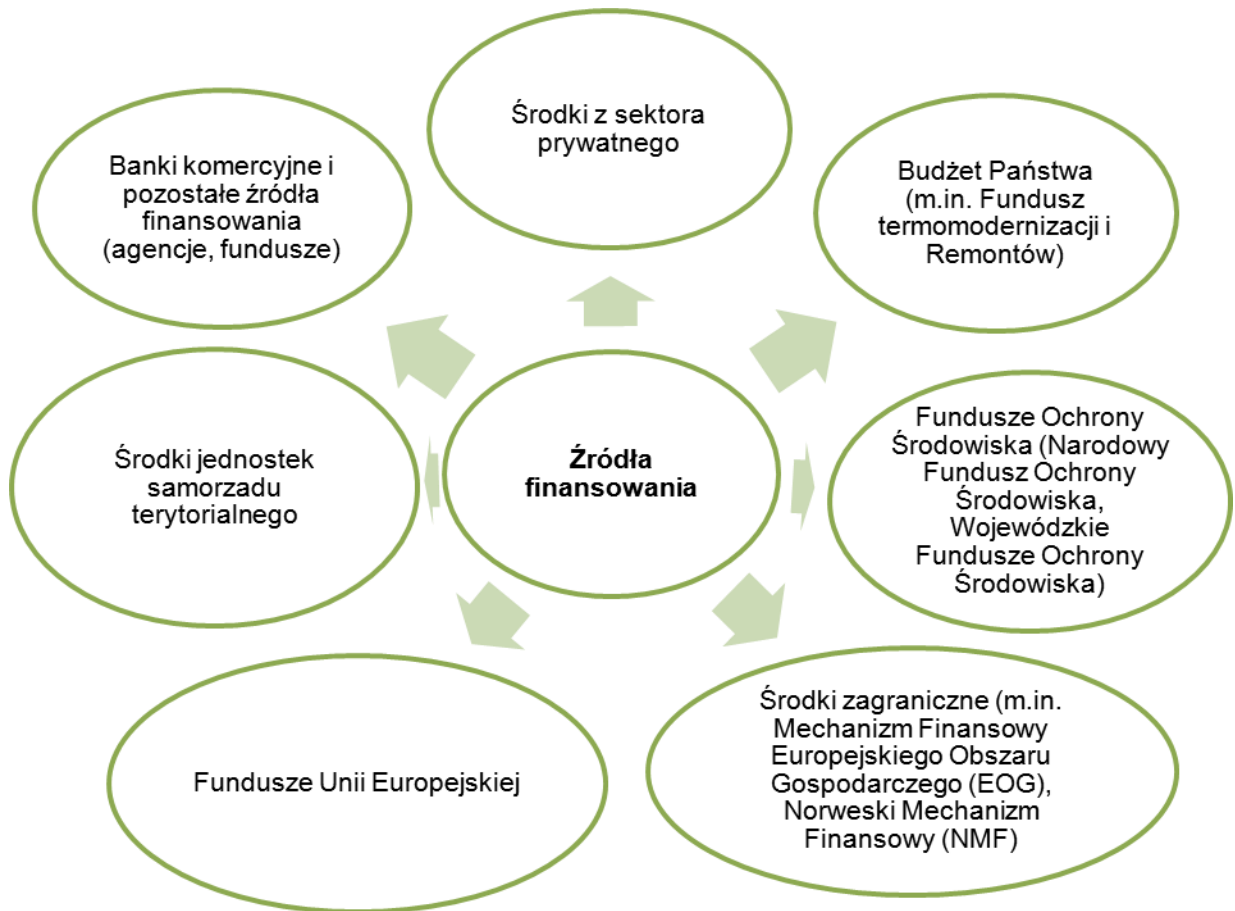 Środki z sektora
prywatnego
Banki komercyjne i
pozostałe źródła
finansowania
(agencje, fundusze)
Budżet Państwa
(m.in. Fundusz
termomodernizacji i
Remontów)
Środki jednostek
samorzadu
terytorialnego
Źródła
finansowania
Fundusze Ochrony
Środowiska (Narodowy
Fundusz Ochrony
Środowiska,
Wojewódzkie
Fundusze Ochrony
Środowiska)
Fundusze Unii Europejskiej
Środki zagraniczne (m.in.
Mechanizm Finansowy
Europejskiego Obszaru
Gospodarczego (EOG),
Norweski Mechanizm
Finansowy (NMF)